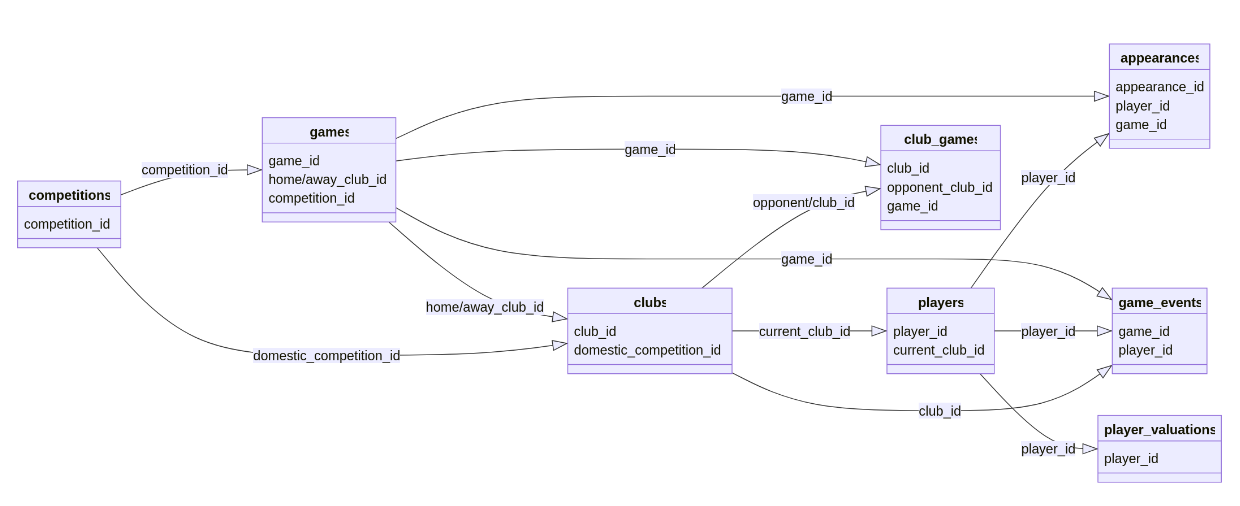 competitions
competition_id
competition_id
domestic_competition_id
games
game_id
home/away_club_id
competition_id
game_id
game_id
game_id
home/away_club_id
clubs
club_id
domestic_competition_id
opponent/club_id
current_club_id
club_id
club_games
club_id
opponent_club_id
game_id
players
player_id
current_club_id
player_id
player_id
player_id
appearances
appearance_id
player_id
game_id
game_events
game_id
player_id
player_valuations
player_id